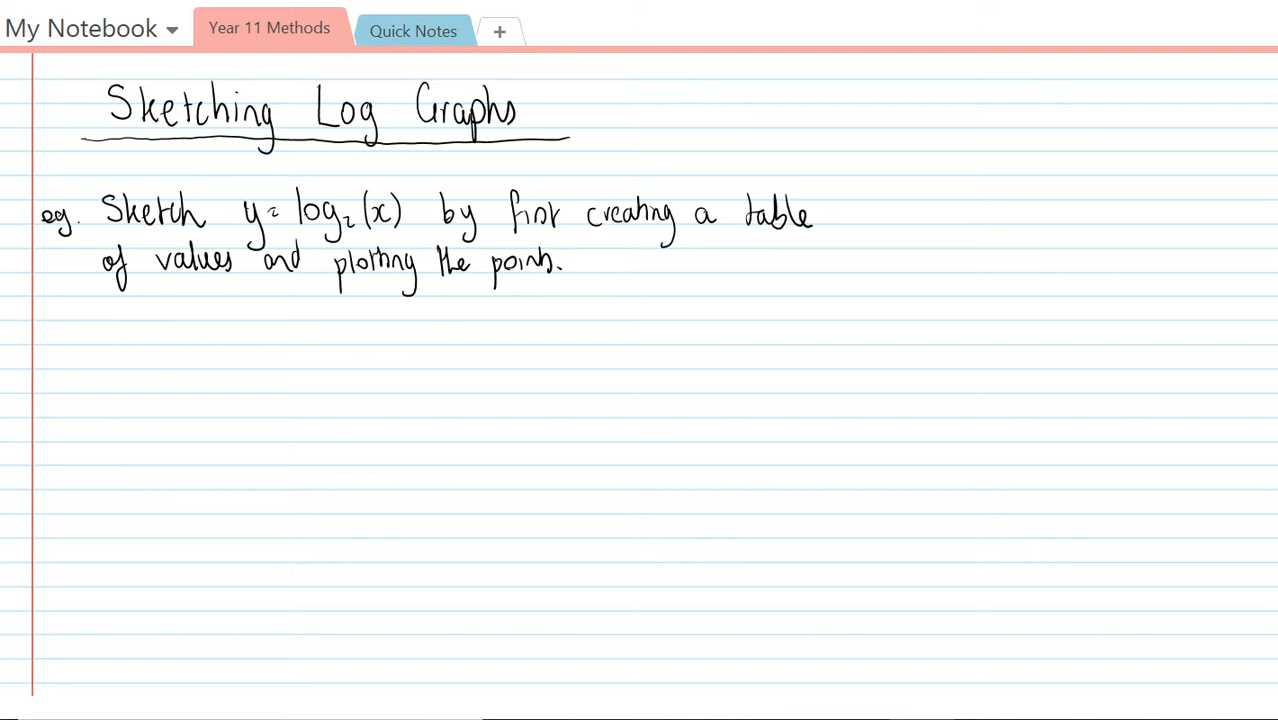 My Notebook Year 11 Methods Quick Notes +
Sketching Log Graphs
eg. Sketch y = log₂(x) by first creating a table
of values and plotting the points.